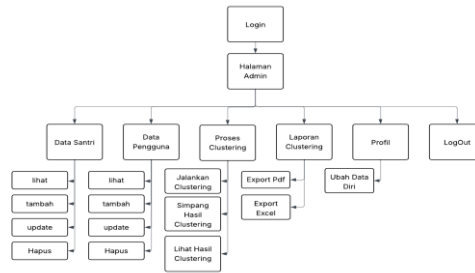 Login
Halaman
Admin
Data Santri
Data
Pengguna
Proses
Clustering
Laporan
Clustering
Profil
LogOut
lihat
tambah
update
Hapus
lihat
tambah
update
Hapus
Jalankan
Clustering
Simpang
Hasil
Clustering
Lihat Hasil
Clustering
Export Pdf
Export
Excel
Ubah Data
Diri